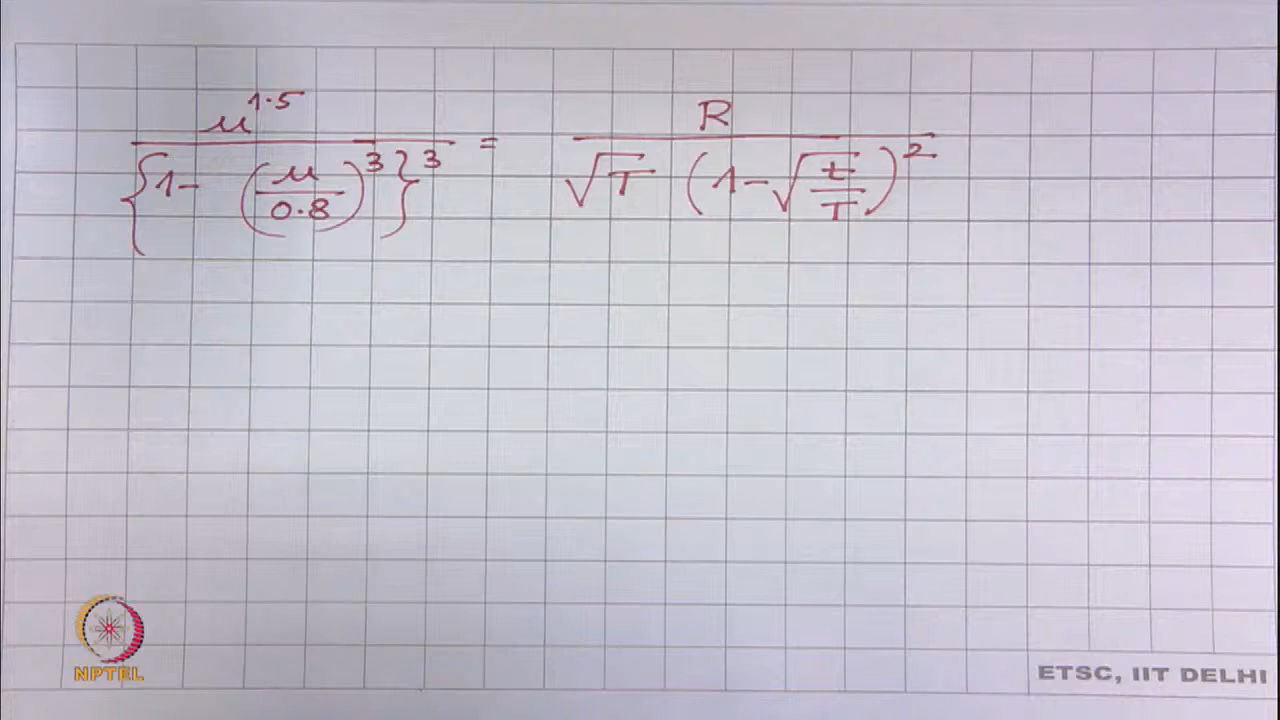 μ^1.5 / {1 - (μ/0.8)^3}^3 = R / √T (1 - √(t/T))^2
NPTEL
ETSC, IIT DELHI